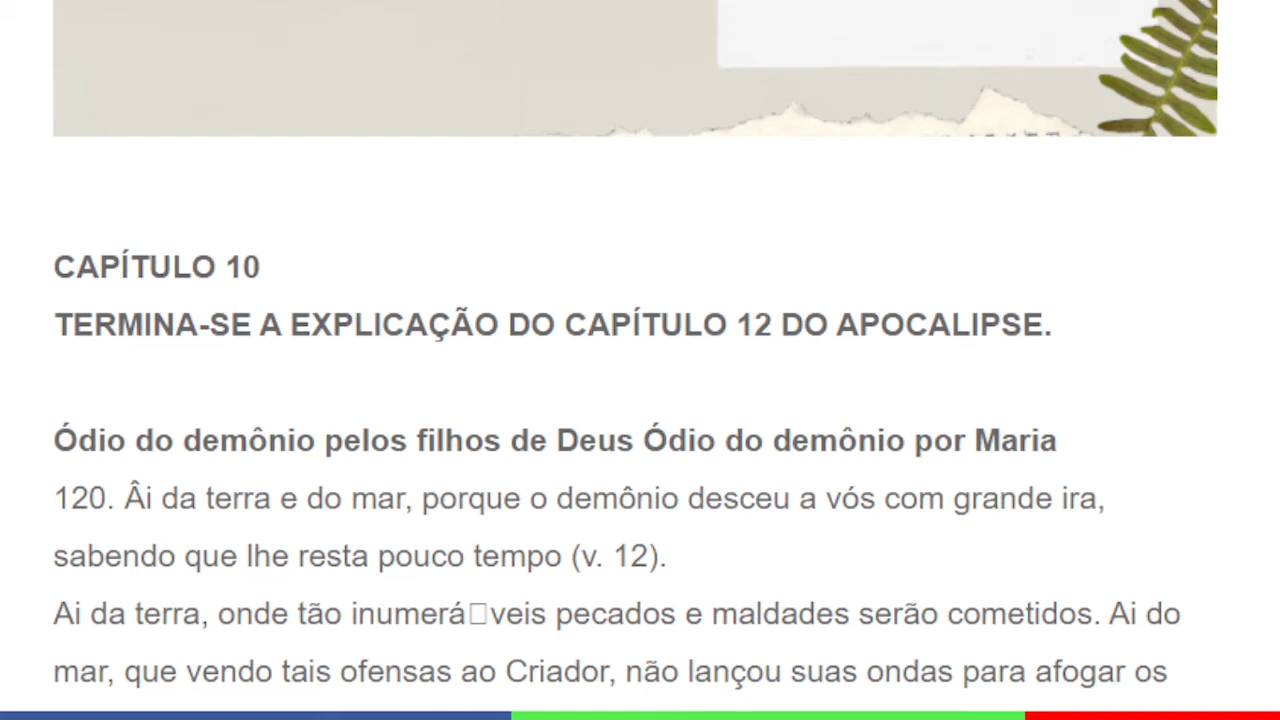 CAPÍTULO 10
TERMINA-SE A EXPLICAÇÃO DO CAPÍTULO 12 DO APOCALIPSE.
Ódio do demônio pelos filhos de Deus Ódio do demônio por Maria
120. Âi da terra e do mar, porque o demônio desceu a vós com grande ira,
sabendo que lhe resta pouco tempo (v. 12).
Ai da terra, onde tão inumerá□veis pecados e maldades serão cometidos. Ai do
mar, que vendo tais ofensas ao Criador, não lançou suas ondas para afogar os